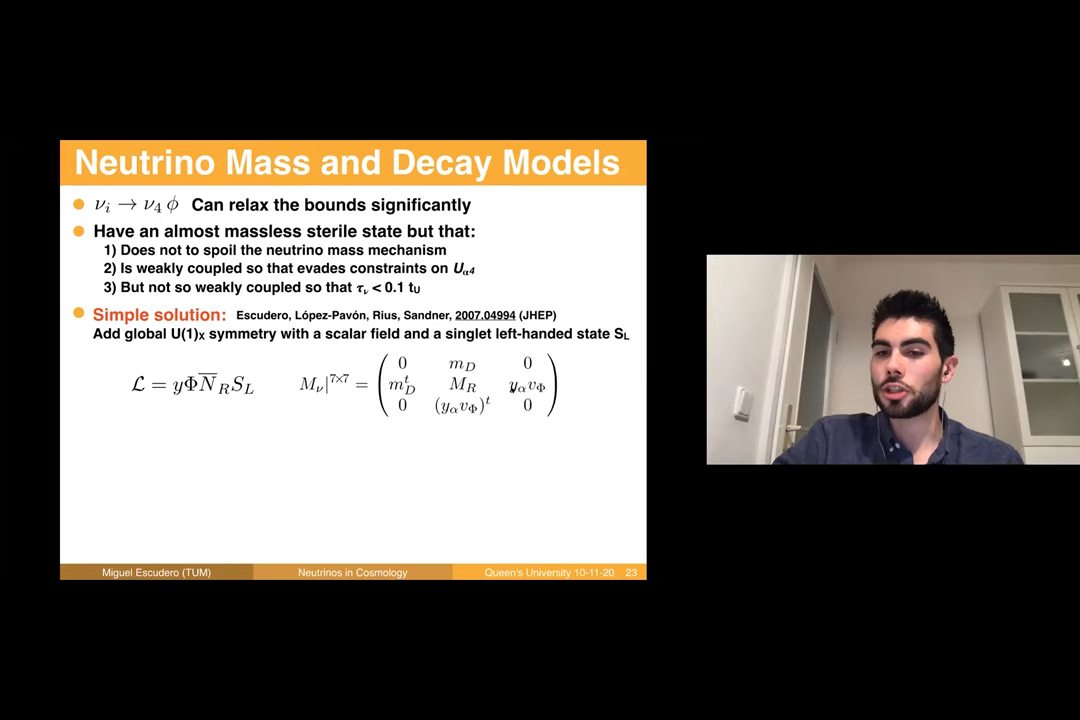 Neutrino Mass and Decay Models
ν_i → ν_4 ϕ Can relax the bounds significantly
Have an almost massless sterile state but that:
1) Does not to spoil the neutrino mass mechanism
2) Is weakly coupled so that evades constraints on U_α4
3) But not so weakly coupled so that τ_ν < 0.1 t_U
Simple solution: Escudero, López-Pavón, Rius, Sandner, 2007.04994 (JHEP)
Add global U(1)_X symmetry with a scalar field and a singlet left-handed state S_L
0 m_D 0
ℒ = yΦN̅_R S_L M_ν|^{7×7} = m_D^t M_R y_α v_Φ
0 (y_α v_Φ)^t 0
Miguel Escudero (TUM) Neutrinos in Cosmology Queen's University 10-11-20 23